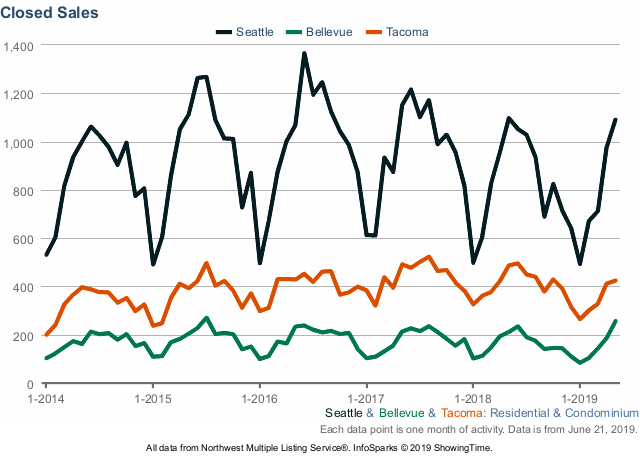 Closed Sales
Seattle Bellevue Tacoma
1,400
1,200
1,000
800
600
400
200
0
1-2014 1-2015 1-2016 1-2017 1-2018 1-2019
Seattle & Bellevue & Tacoma: Residential & Condominium
Each data point is one month of activity. Data is from June 21, 2019.
All data from Northwest Multiple Listing Service®. InfoSparks © 2019 ShowingTime.